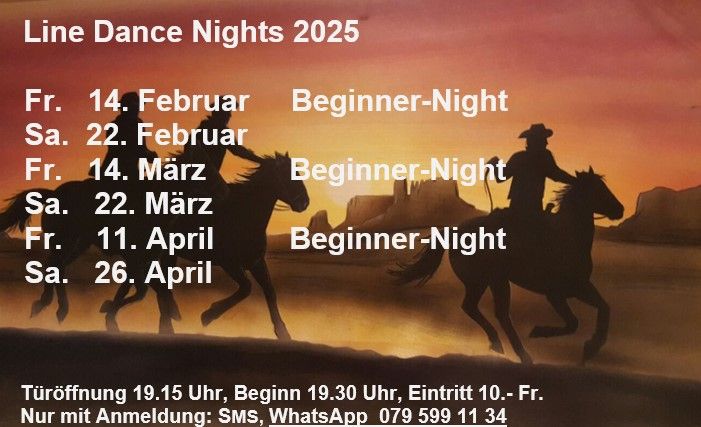 Line Dance Nights 2025
Fr. 14. Februar Beginner-Night
Sa. 22. Februar
Fr. 14. März Beginner-Night
Sa. 22. März
Fr. 11. April Beginner-Night
Sa. 26. April
Türöffnung 19.15 Uhr, Beginn 19.30 Uhr, Eintritt 10.- Fr.
Nur mit Anmeldung: SMS, WhatsApp 079 599 11 34